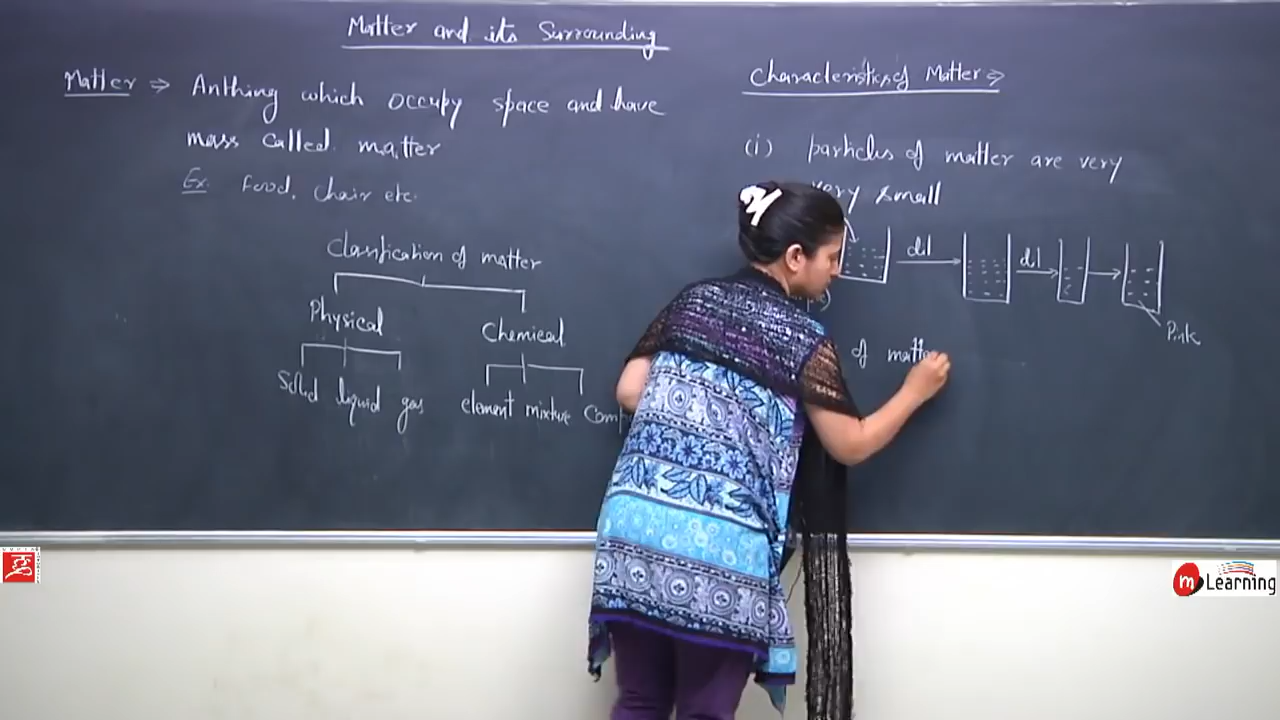 Matter and its Surrounding
Matter ⇒ Anthing which occupy space and have
mass called matter
Ex. Food, Chair etc.
Classification of matter
Physical
Chemical
Solid liquid gas
element mixture Comp
Characteristics of Matter ⇒
(i) particles of matter are very
very small
dil
dil
Pink
of matte
mLearning